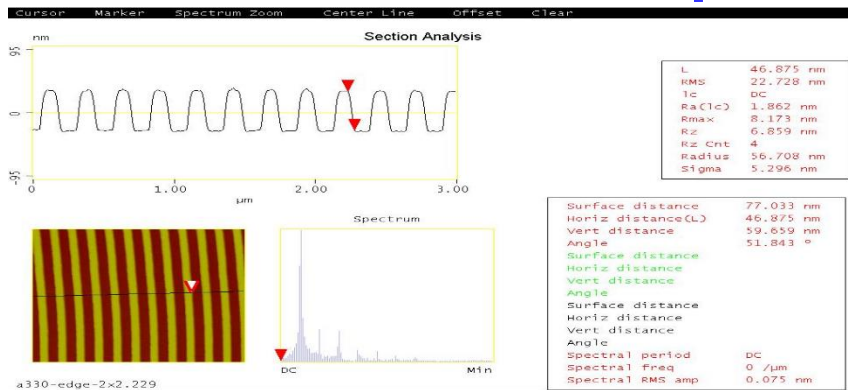 Cursor Marker Spectrum Zoom Center Line Offset Clear
Section Analysis
nm
95
0
-95
0 1.00 2.00 3.00
µm
L 46.875 nm
RMS 22.728 nm
lc DC
Ra(lc) 1.862 nm
Rmax 8.173 nm
Rz 6.859 nm
Rz Cnt 4
Radius 56.708 nm
Sigma 5.296 nm
Spectrum
DC Min
Surface distance 77.033 nm
Horiz distance(L) 46.875 nm
Vert distance 59.659 nm
Angle 51.843 °
Surface distance
Horiz distance
Vert distance
Angle
Surface distance
Horiz distance
Vert distance
Angle
Spectral period DC
Spectral freq 0 /µm
Spectral RMS amp 0.075 nm
a330-edge-2x2.229